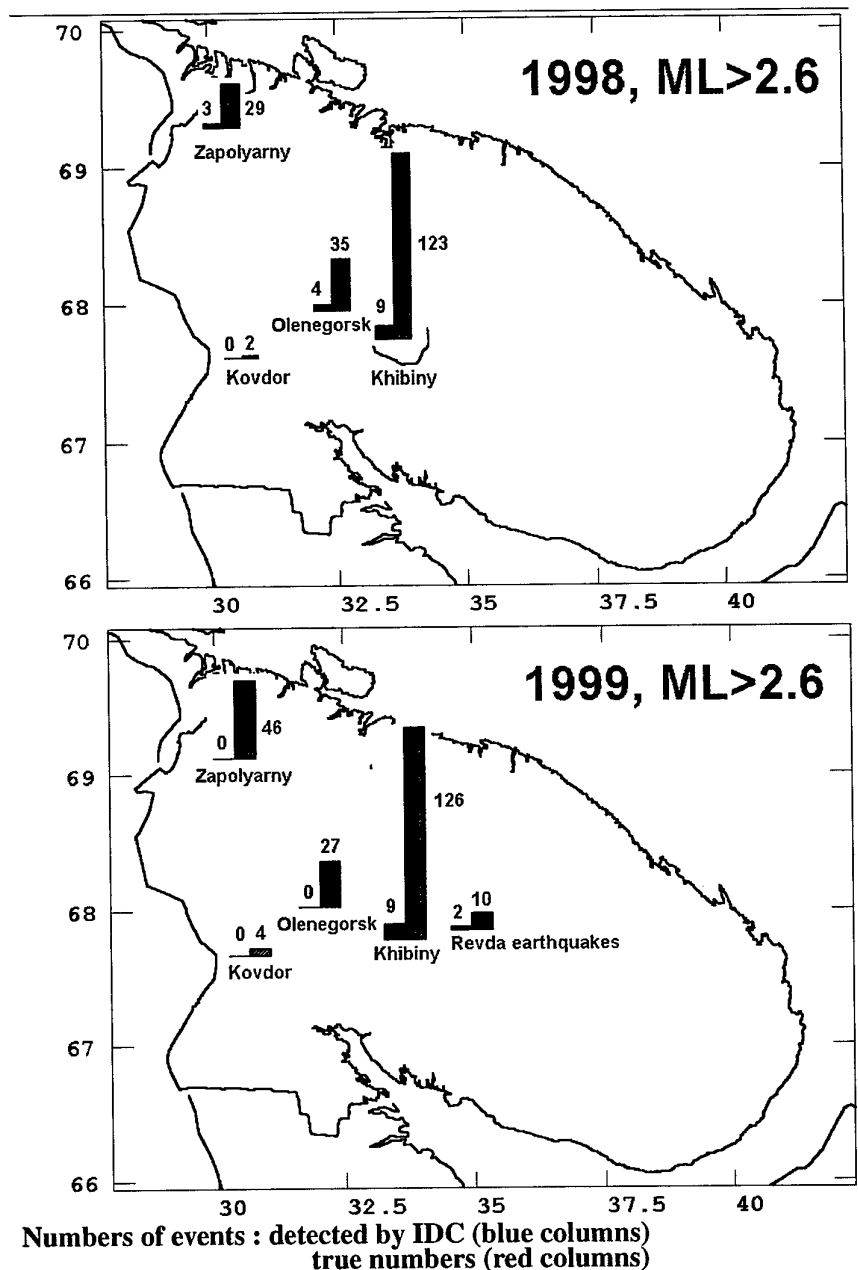 70
1998, ML>2.6
3 29
Zapolyarny
69
35
123
4
9
68
Olenegorsk
0 2
Kovdor
Khibiny
67
66
30 32.5 35 37.5 40
70
1999, ML>2.6
0 46
Zapolyarny
69
126
27
0
9
2 10
68
Olenegorsk
0 4
Khibiny
Revda earthquakes
Kovdor
67
66
30 32.5 35 37.5 40
Numbers of events : detected by IDC (blue columns)
true numbers (red columns)